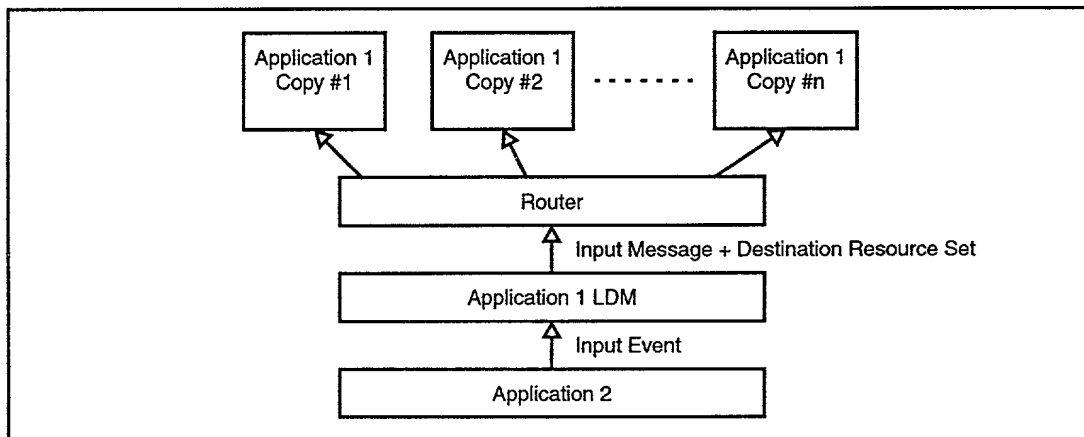 Application 1
Copy #1
Application 1
Copy #2
Application 1
Copy #n
Router
Input Message + Destination Resource Set
Application 1 LDM
Input Event
Application 2